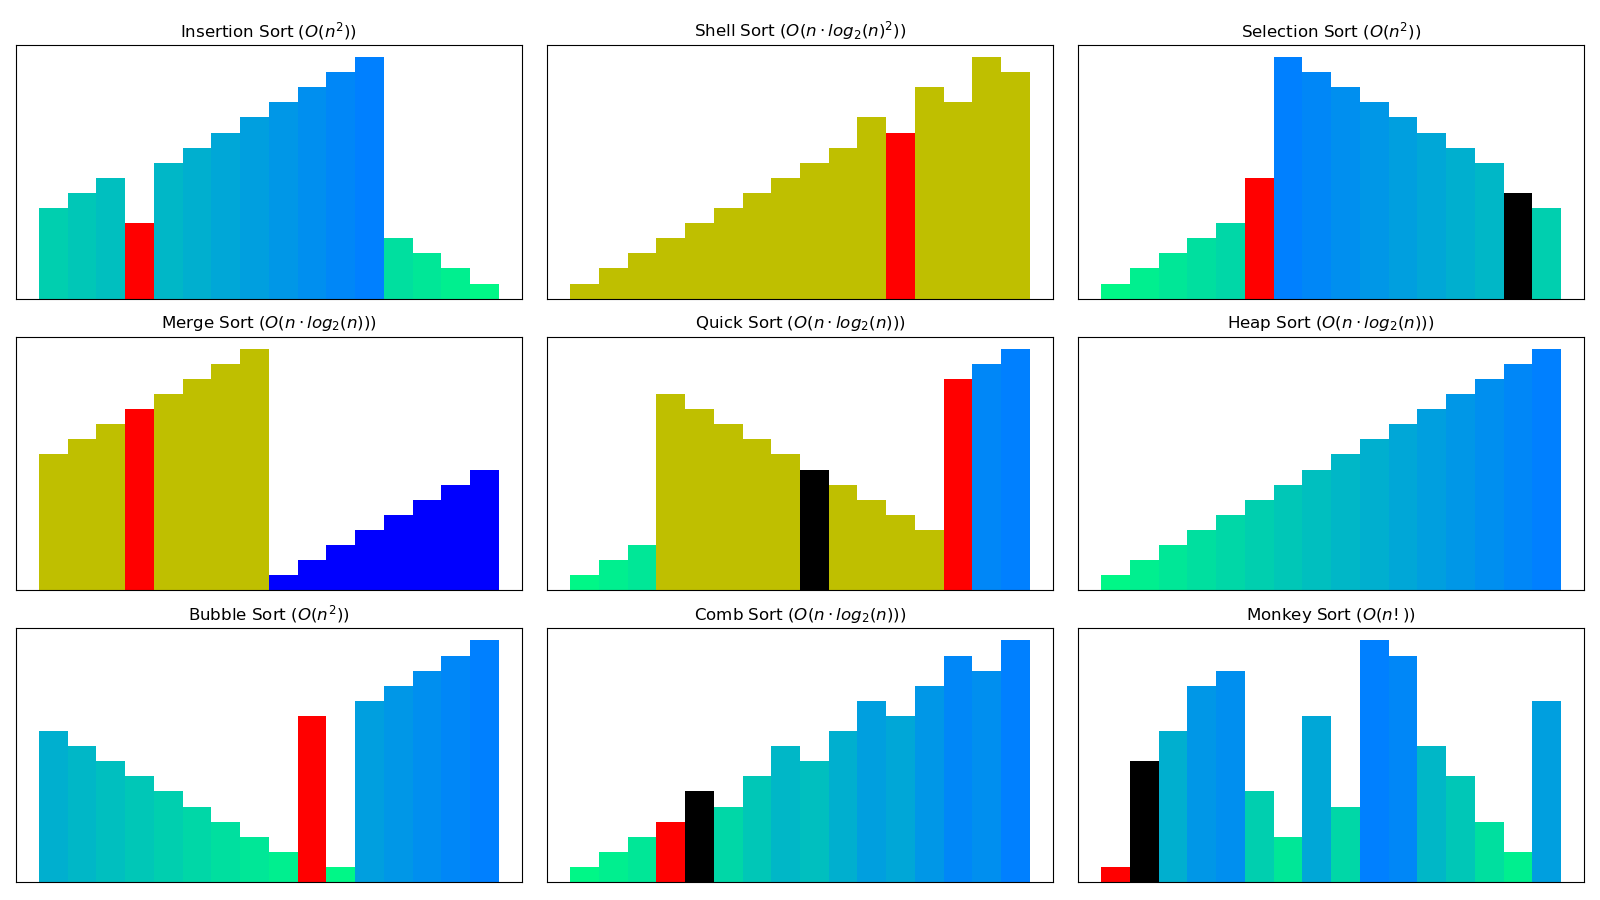 Insertion Sort (O(n²))
Shell Sort (O(n · log₂(n)²))
Selection Sort (O(n²))
Merge Sort (O(n · log₂(n)))
Quick Sort (O(n · log₂(n)))
Heap Sort (O(n · log₂(n)))
Bubble Sort (O(n²))
Comb Sort (O(n · log₂(n)))
Monkey Sort (O(n! ))